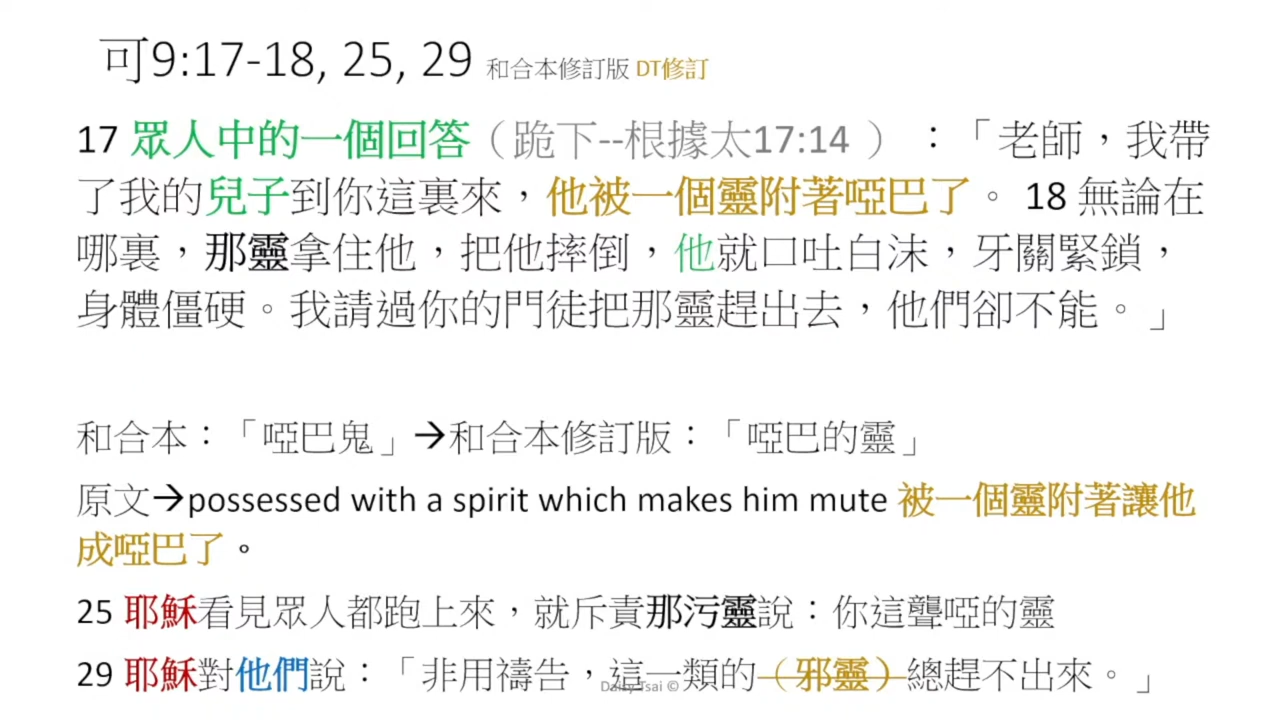 可9:17-18, 25, 29 和合本修訂版 DT修訂
17 眾人中的一個回答（跪下--根據太17:14 ）：「老師，我帶
了我的兒子到你這裏來，他被一個靈附著啞巴了。 18 無論在
哪裏，那靈拿住他，把他摔倒，他就口吐白沫，牙關緊鎖，
身體僵硬。我請過你的門徒把那靈趕出去，他們卻不能。」
和合本：「啞巴鬼」→和合本修訂版：「啞巴的靈」
原文→possessed with a spirit which makes him mute 被一個靈附著讓他
成啞巴了。
25 耶穌看見眾人都跑上來，就斥責那污靈說：你這聾啞的靈
29 耶穌對他們說：「非用禱告，這一類的（邪靈）總趕不出來。」
Daisy Tsai ©